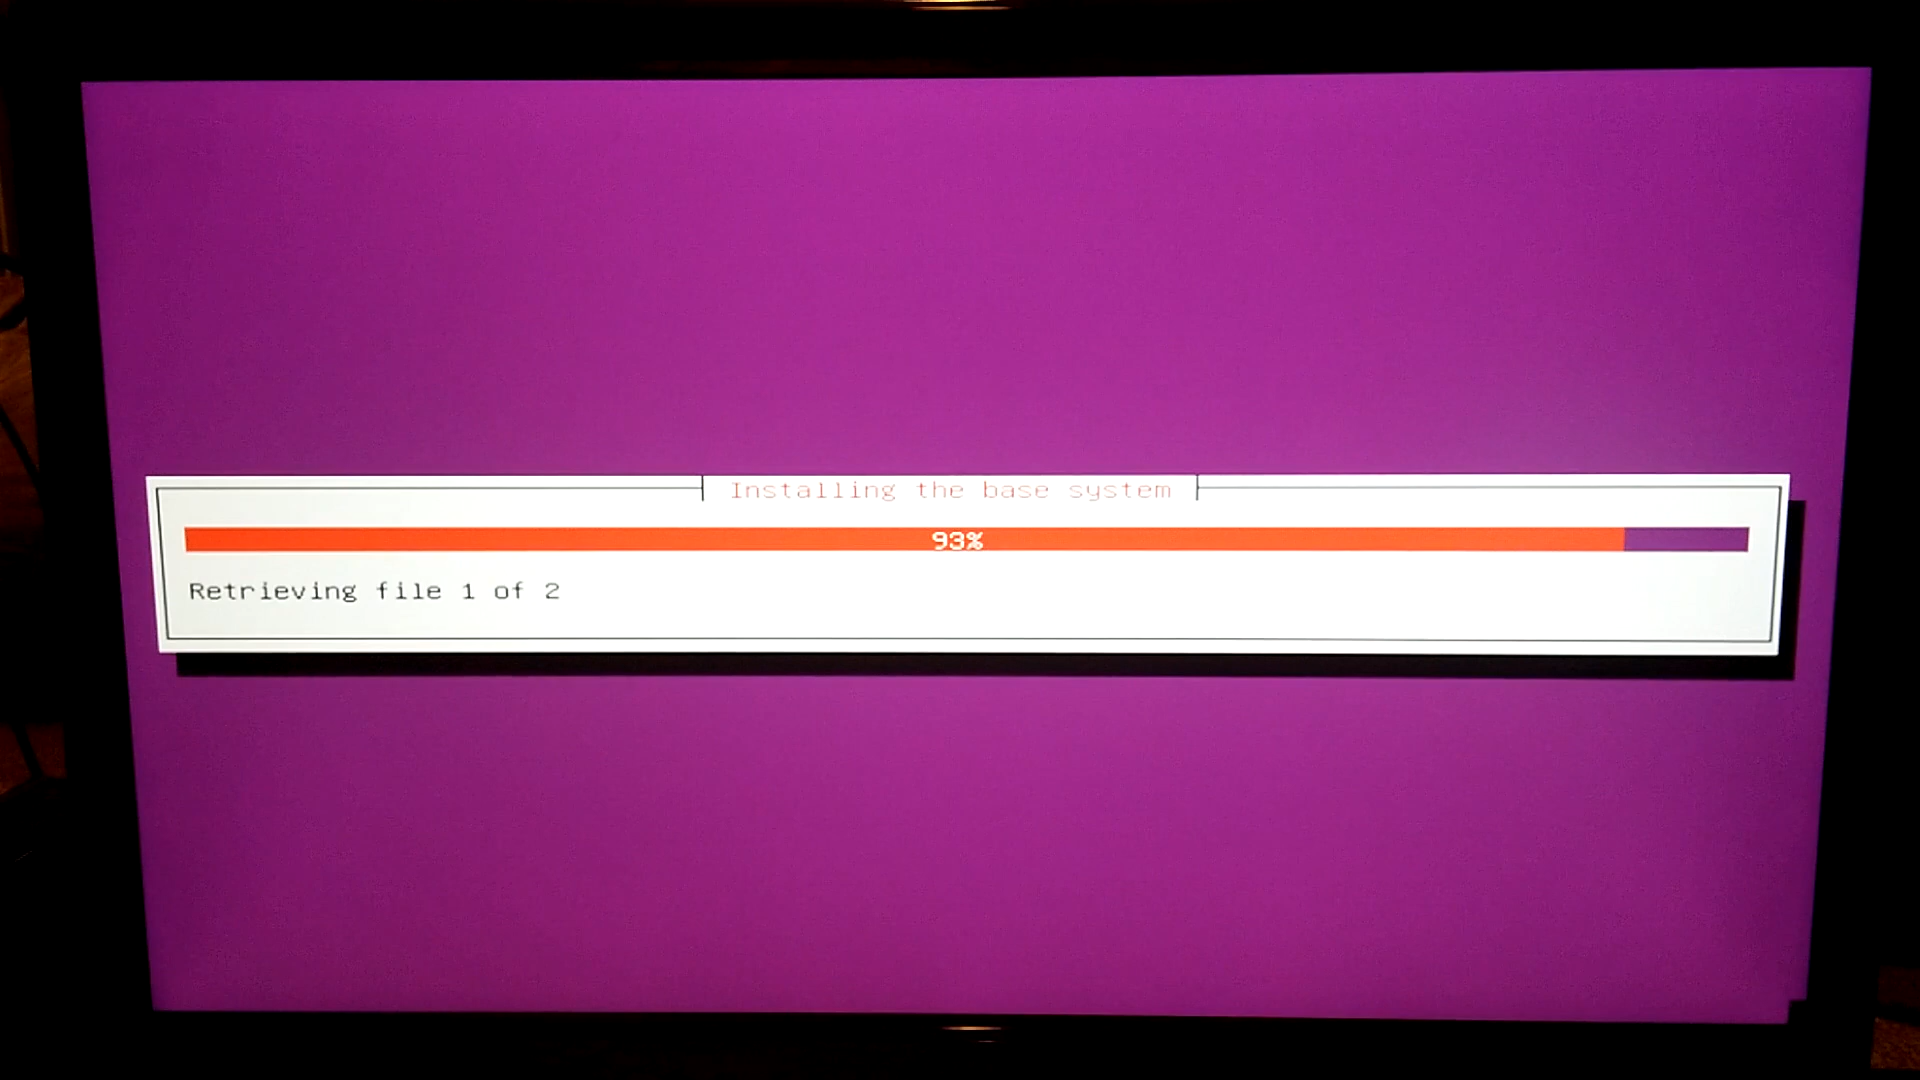 Installing the base system
93%
Retrieving file 1 of 2